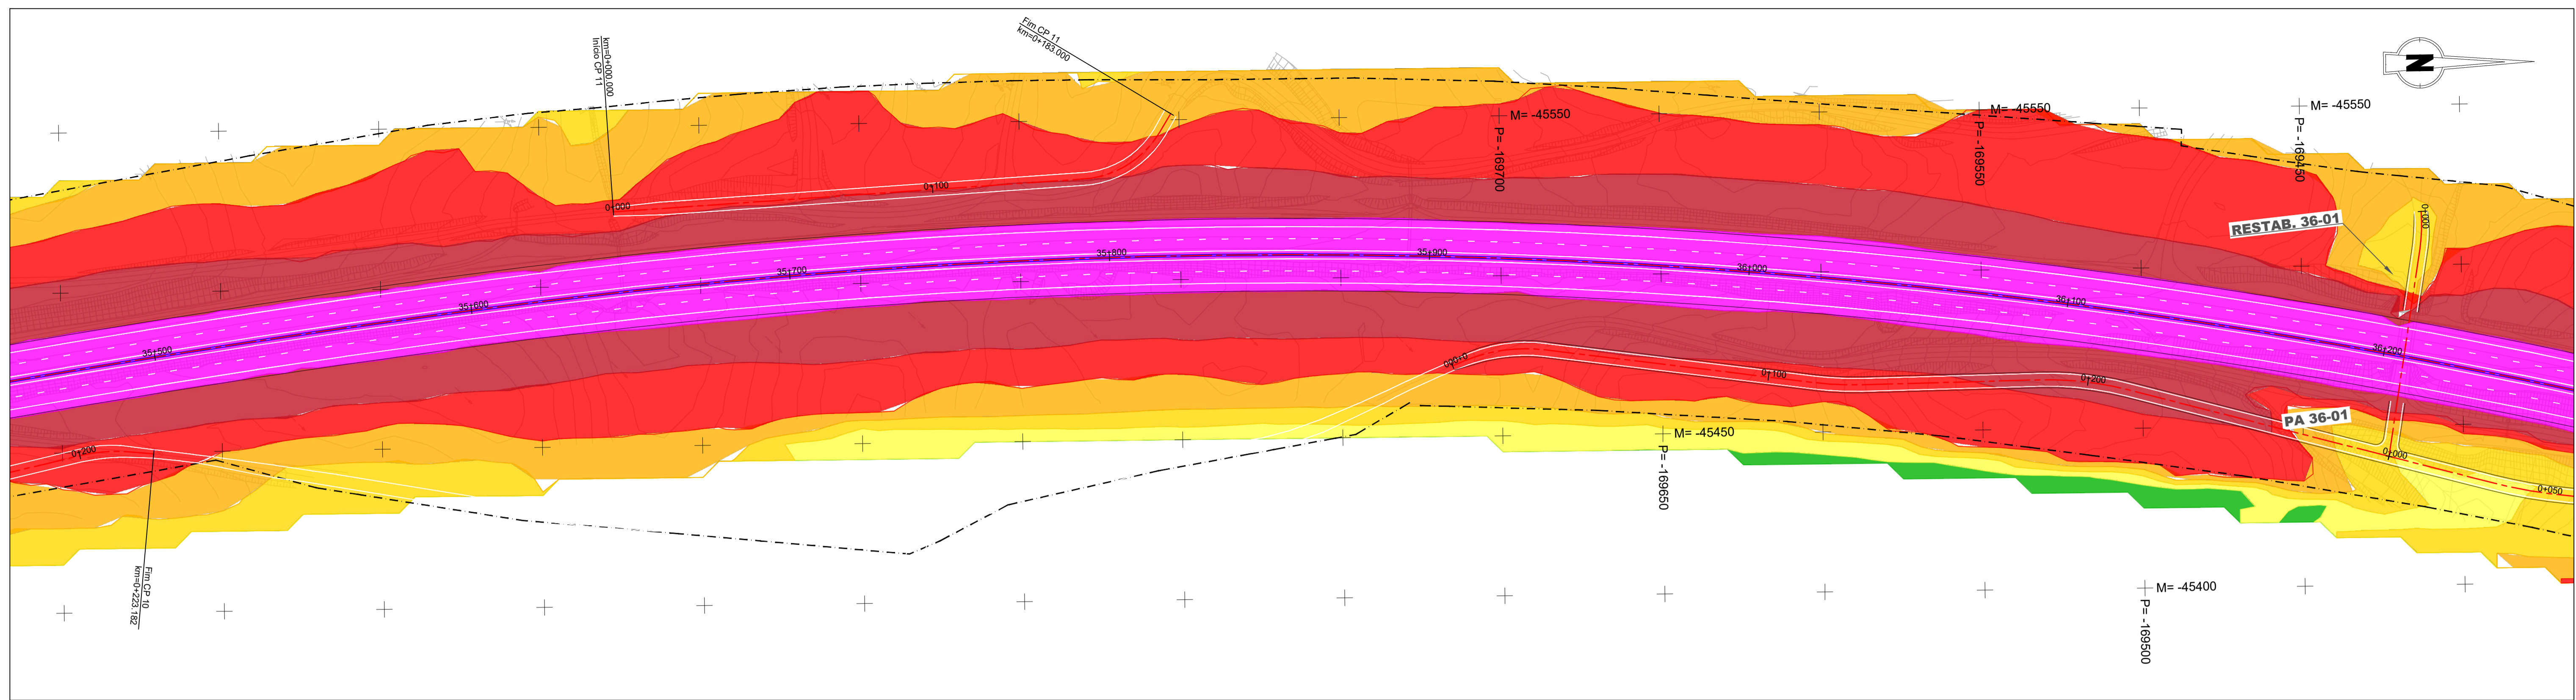 Fim CP 11
km=0+183.000
km=0+000.000
Início CP 11
N
M= -45550
P= -169700
M= -45550
P= -169550
M= -45550
P= -169450
RESTAB. 36-01
0+000
0+000
0+100
35+500
35+600
35+700
35+800
35+900
36+000
36+100
36+200
0+000
0+100
0+200
PA 36-01
0+000
0+050
0+200
M= -45450
P= -169650
Fim CP 10
km=0+223.182
M= -45400
P= -169500